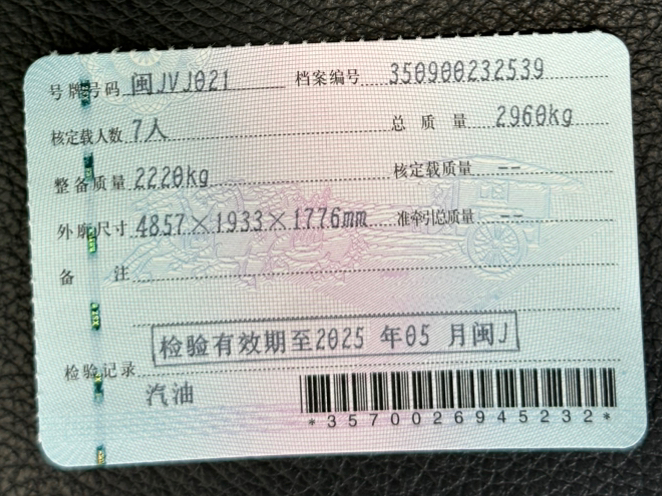 号牌号码 闽JVJ021 档案编号 350900232539
核定载人数 7人 总质量 2960kg
整备质量 2220kg 核定载质量 --
外廓尺寸 4857×1933×1776mm 准牵引总质量 --
备注
检验有效期至2025 年05 月闽J
检验记录
汽油
*3570026945232*